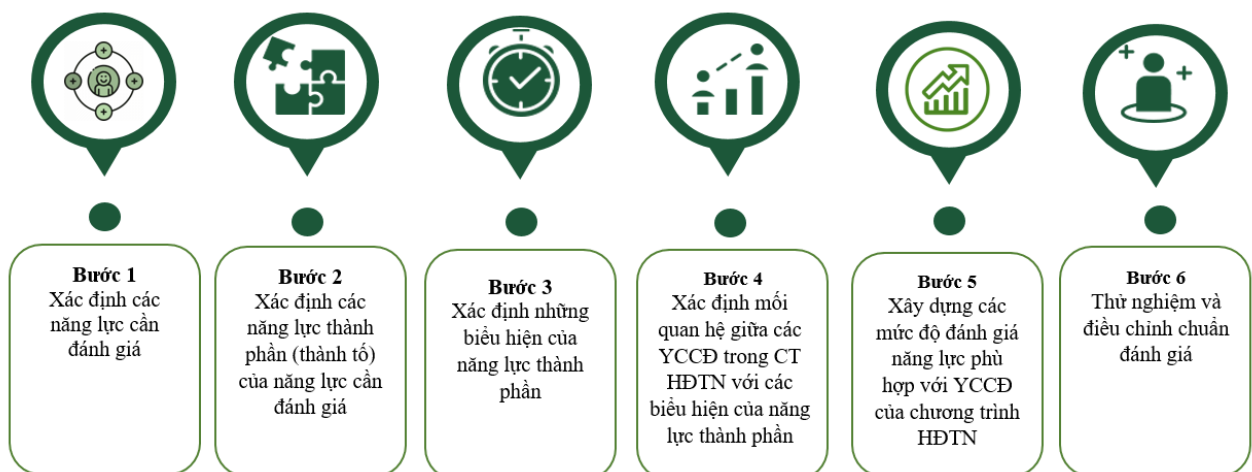 Bước 1
Xác định các
năng lực cần
đánh giá
Bước 2
Xác định các
năng lực thành
phần (thành tố)
của năng lực cần
đánh giá
Bước 3
Xác định những
biểu hiện của
năng lực thành
phần
Bước 4
Xác định mối
quan hệ giữa các
YCCĐ trong CT
HĐTN với các
biểu hiện của năng
lực thành phần
Bước 5
Xây dựng các
mức độ đánh giá
năng lực phù
hợp với YCCĐ
của chương trình
HĐTN
Bước 6
Thử nghiệm và
điều chỉnh chuẩn
đánh giá